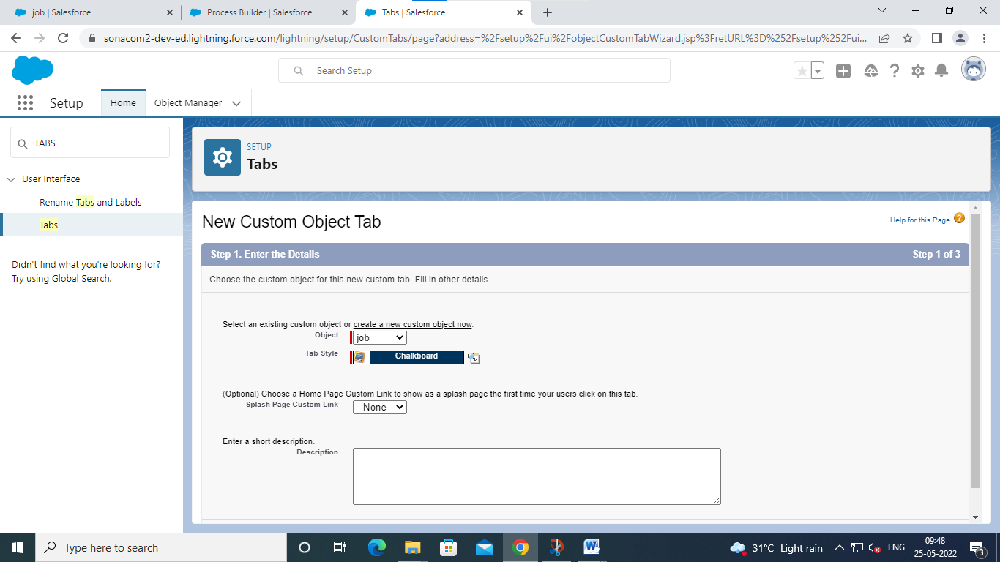 job | Salesforce
Process Builder | Salesforce
Tabs | Salesforce
sonacom2-dev-ed.lightning.force.com/lightning/setup/CustomTabs/page?address=%2Fsetup%2Fui%2FobjectCustomTabWizard.jsp%3FretURL%3D%252Fsetup%252Fui...
Search Setup
Setup
Home
Object Manager
TABS
User Interface
Rename Tabs and Labels
Tabs
Didn't find what you're looking for?
Try using Global Search.
SETUP
Tabs
New Custom Object Tab
Help for this Page
Step 1. Enter the Details
Step 1 of 3
Choose the custom object for this new custom tab. Fill in other details.
Select an existing custom object or create a new custom object now.
Object
job
Tab Style
Chalkboard
(Optional) Choose a Home Page Custom Link to show as a splash page the first time your users click on this tab.
Splash Page Custom Link
--None--
Enter a short description.
Description
Type here to search
31°C Light rain
ENG
09:48
25-05-2022
3